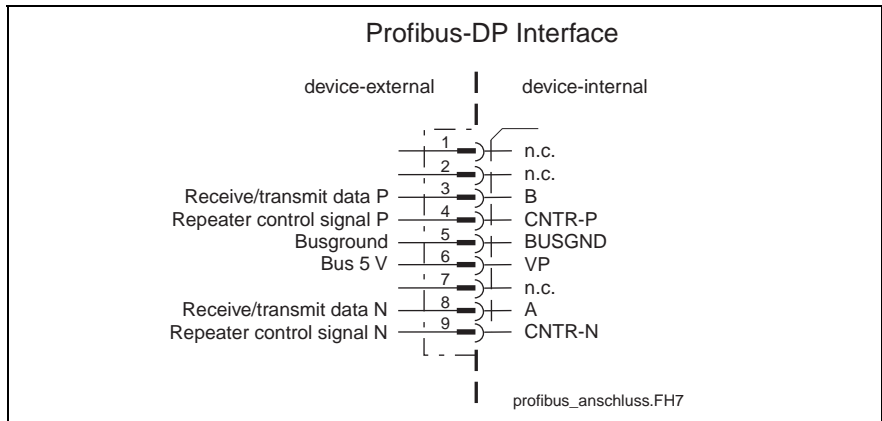 Profibus-DP Interface
device-external device-internal
1 n.c.
2 n.c.
Receive/transmit data P 3 B
Repeater control signal P 4 CNTR-P
Busground 5 BUSGND
Bus 5 V 6 VP
7 n.c.
Receive/transmit data N 8 A
Repeater control signal N 9 CNTR-N
profibus_anschluss.FH7